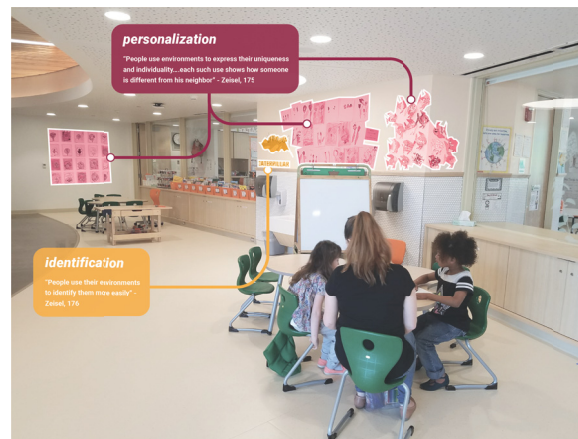 personalization
"People use environments to express their uniqueness
and individuality....each such use shows how someone
is different from his neighbor" - Zeisel, 175
CATERPILLAR
identification
"People use their environments
to identify them more easily" -
Zeisel, 176